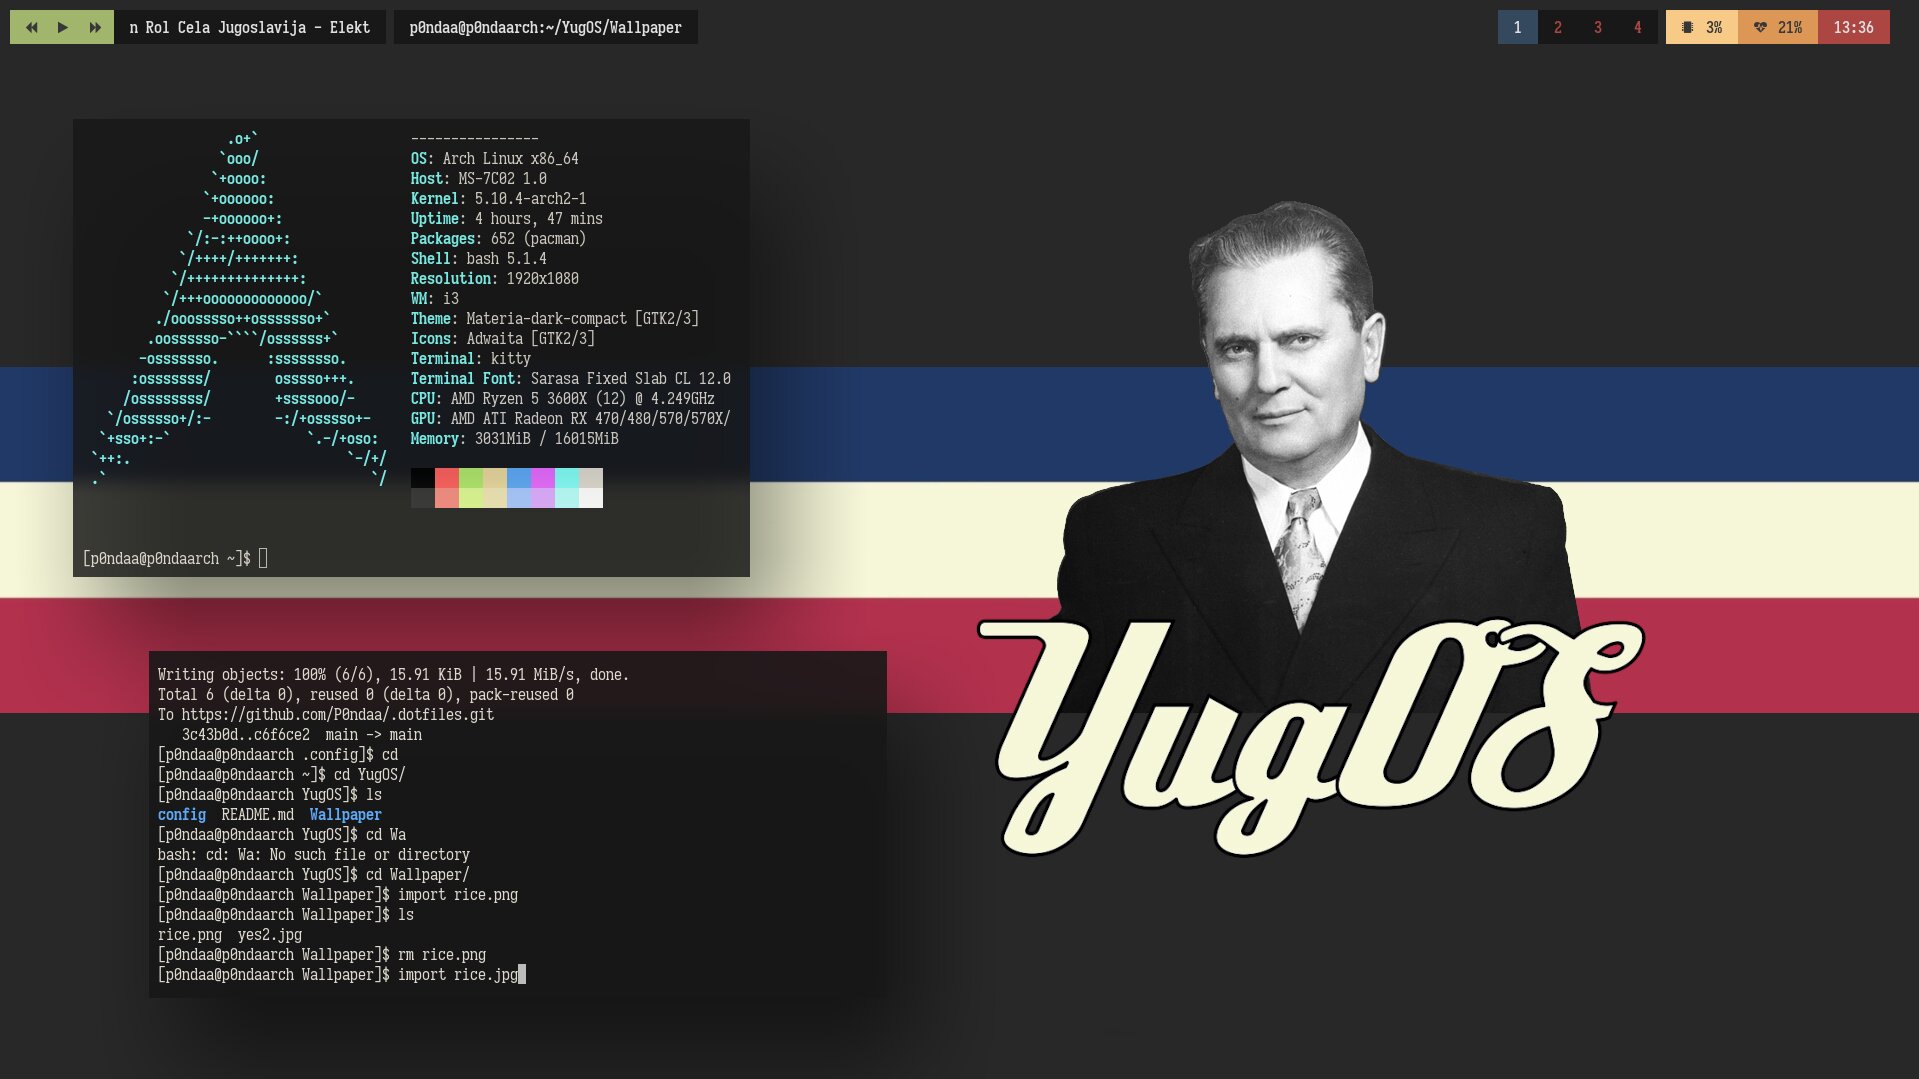 n Rol Cela Jugoslavija - Elekt
p0ndaa@p0ndaarch:~/YugOS/Wallpaper
1 2 3 4
3% 21% 13:36
----------------
OS: Arch Linux x86_64
Host: MS-7C02 1.0
Kernel: 5.10.4-arch2-1
Uptime: 4 hours, 47 mins
Packages: 652 (pacman)
Shell: bash 5.1.4
Resolution: 1920x1080
WM: i3
Theme: Materia-dark-compact [GTK2/3]
Icons: Adwaita [GTK2/3]
Terminal: kitty
Terminal Font: Sarasa Fixed Slab CL 12.0
CPU: AMD Ryzen 5 3600X (12) @ 4.249GHz
GPU: AMD ATI Radeon RX 470/480/570/570X/
Memory: 3031MiB / 16015MiB
[p0ndaa@p0ndaarch ~]$
YugOS
Writing objects: 100% (6/6), 15.91 KiB | 15.91 MiB/s, done.
Total 6 (delta 0), reused 0 (delta 0), pack-reused 0
To https://github.com/P0ndaa/.dotfiles.git
3c43b0d..c6f6ce2  main -> main
[p0ndaa@p0ndaarch .config]$ cd
[p0ndaa@p0ndaarch ~]$ cd YugOS/
[p0ndaa@p0ndaarch YugOS]$ ls
config  README.md  Wallpaper
[p0ndaa@p0ndaarch YugOS]$ cd Wa
bash: cd: Wa: No such file or directory
[p0ndaa@p0ndaarch YugOS]$ cd Wallpaper/
[p0ndaa@p0ndaarch Wallpaper]$ import rice.png
[p0ndaa@p0ndaarch Wallpaper]$ ls
rice.png  yes2.jpg
[p0ndaa@p0ndaarch Wallpaper]$ rm rice.png
[p0ndaa@p0ndaarch Wallpaper]$ import rice.jpg